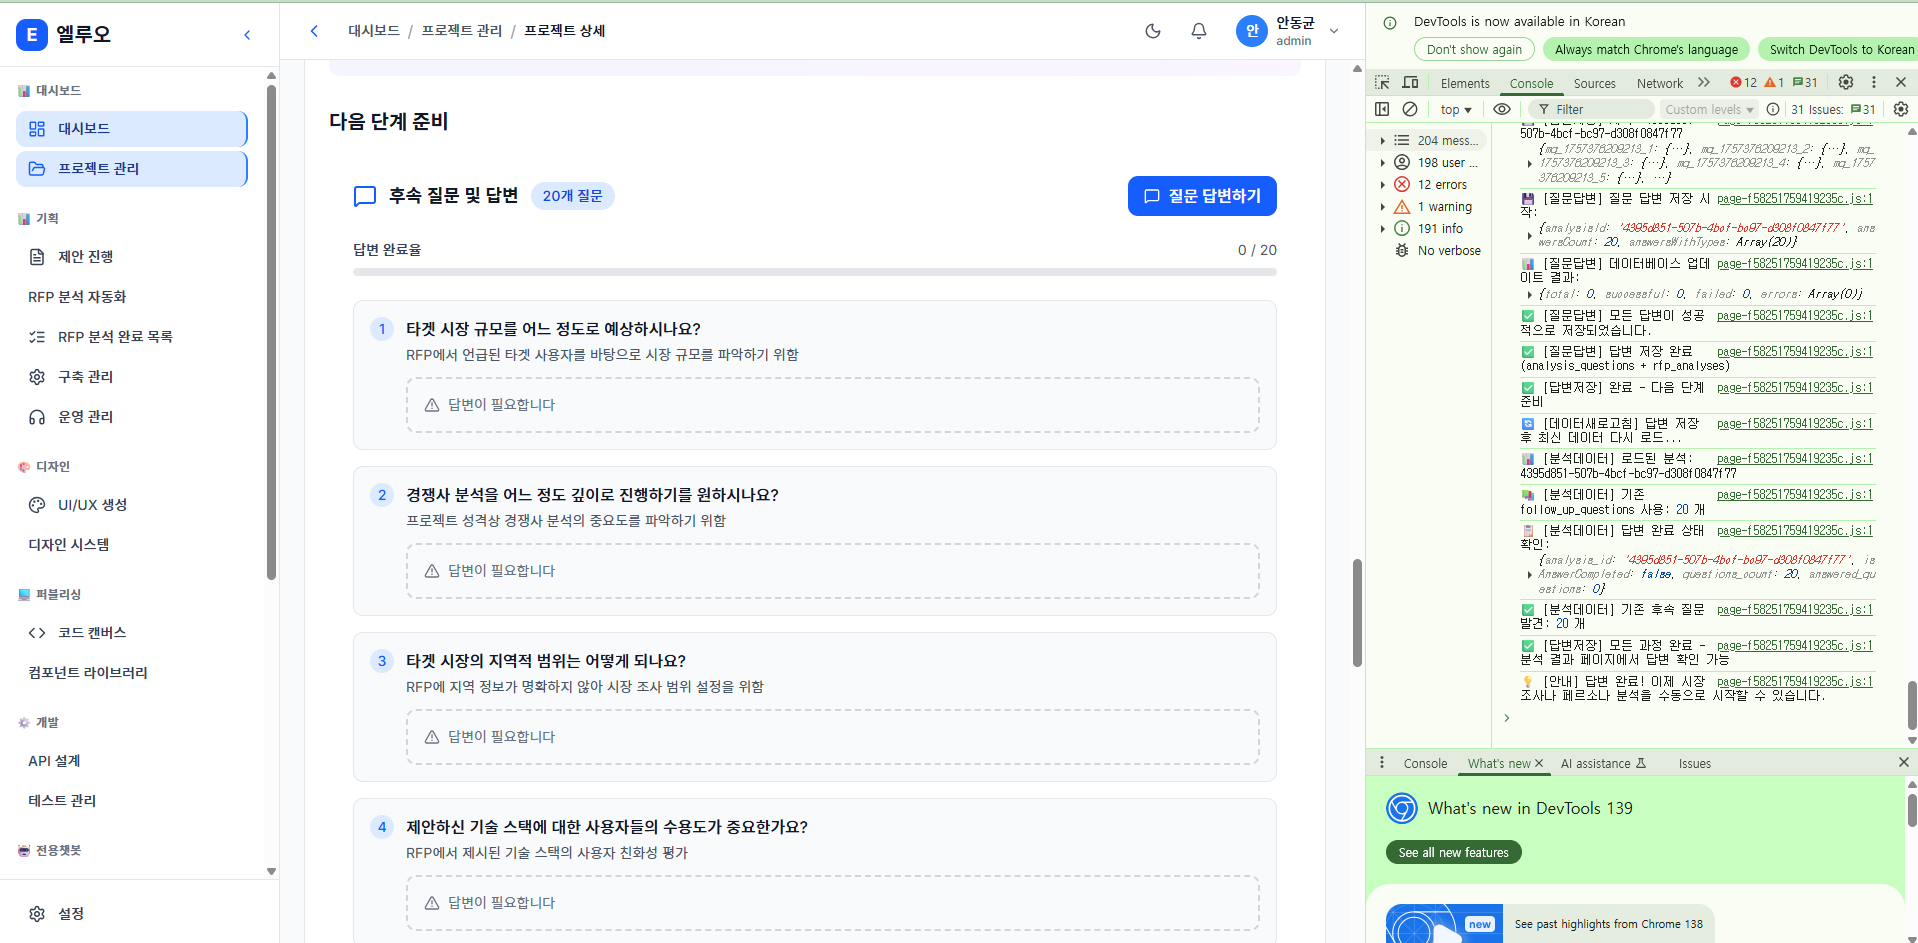 E 엘루오
대시보드 / 프로젝트 관리 / 프로젝트 상세
안 안동균
admin
대시보드
대시보드
프로젝트 관리
기획
제안 진행
RFP 분석 자동화
RFP 분석 완료 목록
구축 관리
운영 관리
디자인
UI/UX 생성
디자인 시스템
퍼블리싱
코드 캔버스
컴포넌트 라이브러리
개발
API 설계
테스트 관리
전용챗봇
설정
다음 단계 준비
후속 질문 및 답변 20개 질문
질문 답변하기
답변 완료율 0 / 20
1 타겟 시장 규모를 어느 정도로 예상하시나요?
RFP에서 언급된 타겟 사용자를 바탕으로 시장 규모를 파악하기 위함
답변이 필요합니다
2 경쟁사 분석을 어느 정도 깊이로 진행하기를 원하시나요?
프로젝트 성격상 경쟁사 분석의 중요도를 파악하기 위함
답변이 필요합니다
3 타겟 시장의 지역적 범위는 어떻게 되나요?
RFP에 지역 정보가 명확하지 않아 시장 조사 범위 설정을 위함
답변이 필요합니다
4 제안하신 기술 스택에 대한 사용자들의 수용도가 중요한가요?
RFP에서 제시된 기술 스택의 사용자 친화성 평가
답변이 필요합니다
DevTools is now available in Korean
Don't show again Always match Chrome's language Switch DevTools to Korean
Elements Console Sources Network 12 1 31
top Filter Custom levels 31 Issues: 31
204 mess...
198 user ...
12 errors
1 warning
191 info
No verbose
507b-4bcf-bc97-d308f0847f77
{mq_1757376209213_1: {…}, mq_1757376209213_2: {…}, mq_
1757376209213_3: {…}, mq_1757376209213_4: {…}, mq_1757
376209213_5: {…}, …}
[질문답변] 질문 답변 저장 시 page-f58251759419235c.js:1
작:
{analysisId: '4395d851-507b-4bcf-bc97-d308f0847f77', ans
wersCount: 20, answersWithTypes: Array(20)}
[질문답변] 데이터베이스 업데 page-f58251759419235c.js:1
이트 결과:
{total: 0, successful: 0, failed: 0, errors: Array(0)}
[질문답변] 모든 답변이 성공 page-f58251759419235c.js:1
적으로 저장되었습니다.
[질문답변] 답변 저장 완료 page-f58251759419235c.js:1
(analysis_questions + rfp_analyses)
[답변저장] 완료 - 다음 단계 page-f58251759419235c.js:1
준비
[데이터새로고침] 답변 저장 page-f58251759419235c.js:1
후 최신 데이터 다시 로드...
[분석데이터] 로드된 분석: page-f58251759419235c.js:1
4395d851-507b-4bcf-bc97-d308f0847f77
[분석데이터] 기존 page-f58251759419235c.js:1
follow_up_questions 사용: 20 개
[분석데이터] 답변 완료 상태 page-f58251759419235c.js:1
확인:
{analysis_id: '4395d851-507b-4bcf-bc97-d308f0847f77', is
AnswerCompleted: false, questions_count: 20, answered_qu
estions: 0}
[분석데이터] 기존 후속 질문 page-f58251759419235c.js:1
발견: 20 개
[답변저장] 모든 과정 완료 - page-f58251759419235c.js:1
분석 결과 페이지에서 답변 확인 가능
[안내] 답변 완료! 이제 시장 page-f58251759419235c.js:1
조사나 페르소나 분석을 수동으로 시작할 수 있습니다.
Console What's new AI assistance Issues
What's new in DevTools 139
See all new features
new See past highlights from Chrome 138